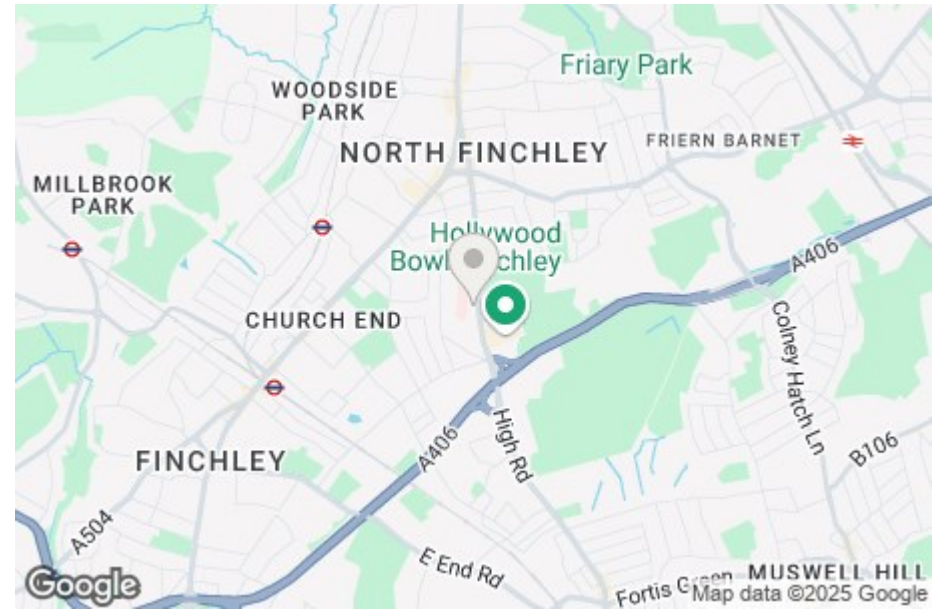 Friary Park
WOODSIDE
PARK
NORTH FINCHLEY
FRIERN BARNET
MILLBROOK
PARK
Hollywood
Bowl
chley
A406
CHURCH END
Colney Hatch Ln
High Rd
A406
B106
FINCHLEY
A504
E End Rd
Fortis Green
MUSWELL HILL
Google
Map data ©2025 Google